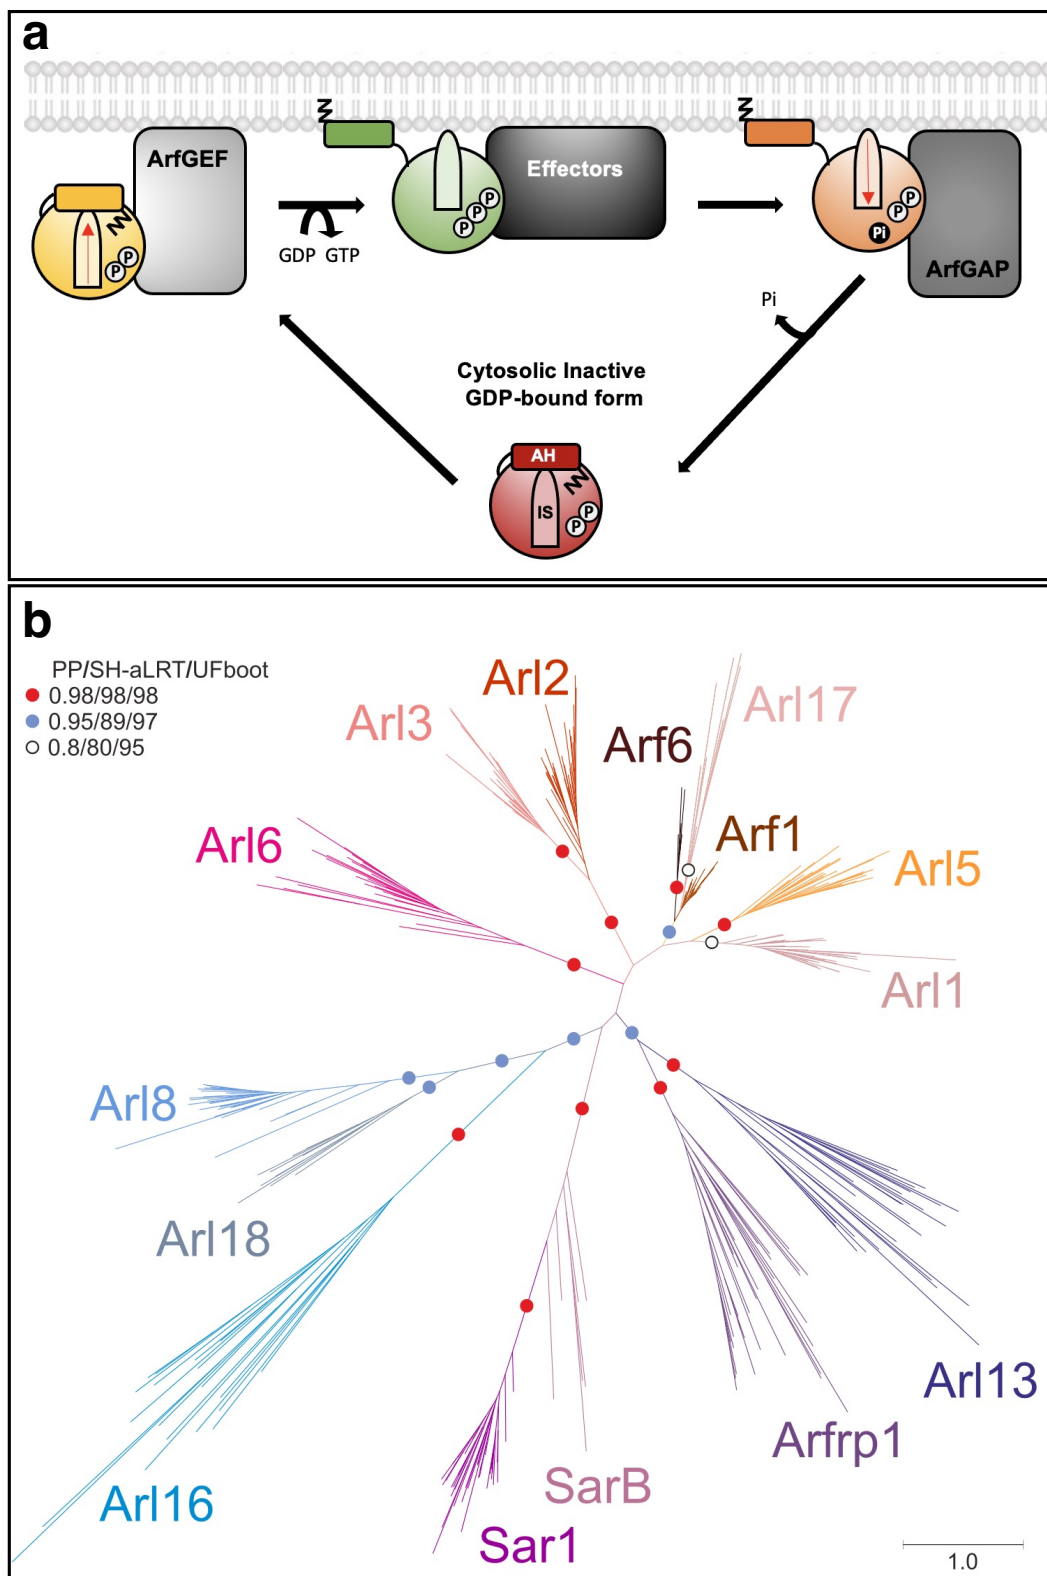 a
ArfGEF
Effectors
ArfGAP
P
P
P
P
P
P
P
Pi
GDP GTP
Pi
Cytosolic Inactive
GDP-bound form
AH
IS
P
P
b
PP/SH-aLRT/UFboot
0.98/98/98
0.95/89/97
0.8/80/95
Arl2
Arl17
Arl3
Arf6
Arf1
Arl6
Arl5
Arl1
Arl8
Arl18
Arl13
Arfrp1
SarB
Arl16
Sar1
1.0